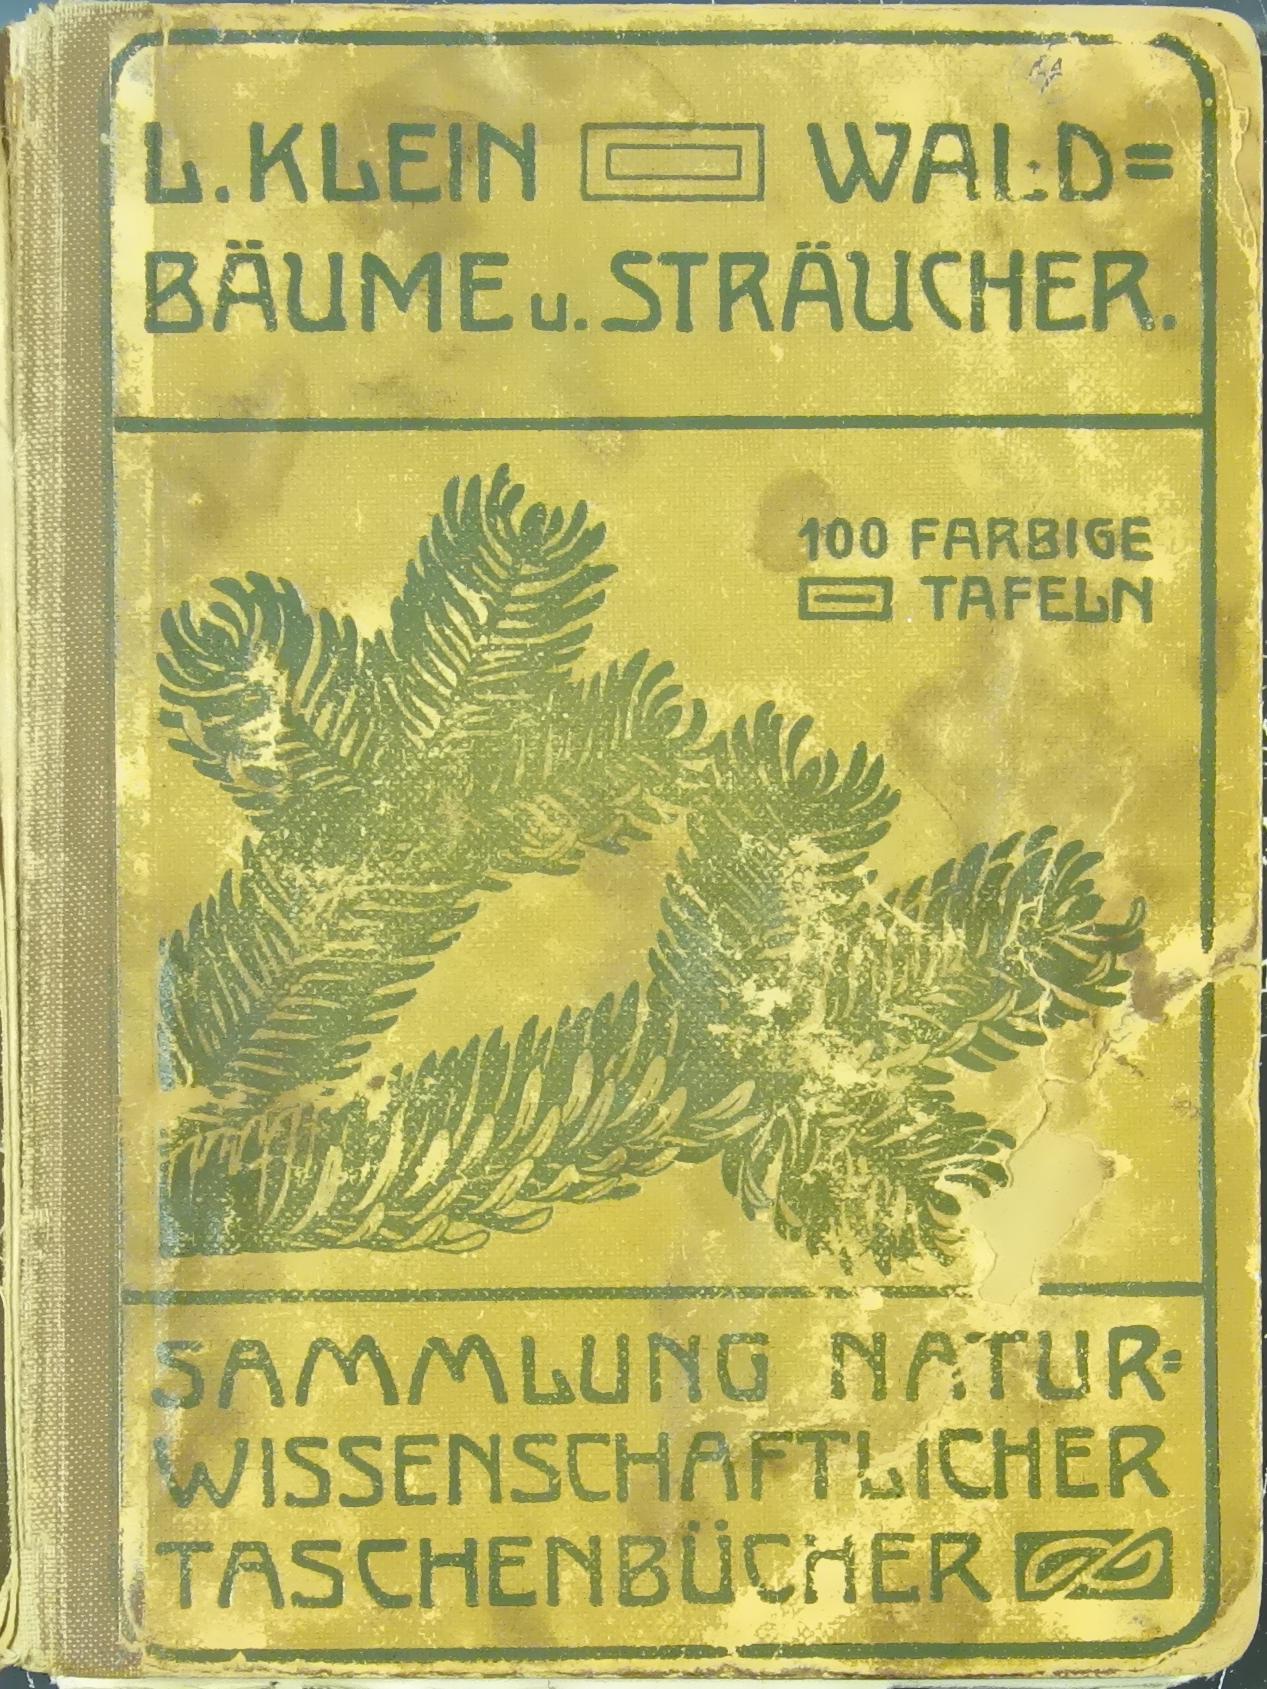 L. KLEIN WALD=
BÄUME u. STRÄUCHER.
100 FARBIGE
TAFELN
SAMMLUNG NATUR=
WISSENSCHAFTLICHER
TASCHENBÜCHER